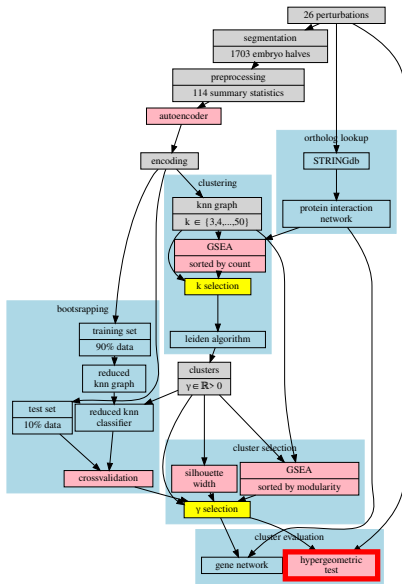 26 perturbations
segmentation
1703 embryo halves
preprocessing
114 summary statistics
autoencoder
ortholog lookup
encoding
STRINGdb
clustering
knn graph
k ∈ {3,4,...,50}
protein interaction
network
GSEA
sorted by count
k selection
bootsrapping
training set
90% data
leiden algorithm
reduced
knn graph
clusters
γ ∈ ℝ> 0
test set
10% data
reduced knn
classifier
cluster selection
crossvalidation
silhouette
width
GSEA
sorted by modularity
γ selection
cluster evaluation
gene network
hypergeometric
test